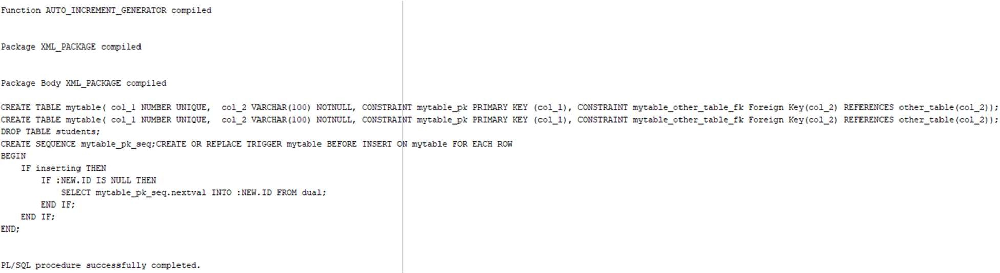 Function AUTO_INCREMENT_GENERATOR compiled
Package XML_PACKAGE compiled
Package Body XML_PACKAGE compiled
CREATE TABLE mytable( col_1 NUMBER UNIQUE,  col_2 VARCHAR(100) NOTNULL, CONSTRAINT mytable_pk PRIMARY KEY (col_1), CONSTRAINT mytable_other_table_fk Foreign Key(col_2) REFERENCES other_table(col_2));
CREATE TABLE mytable( col_1 NUMBER UNIQUE,  col_2 VARCHAR(100) NOTNULL, CONSTRAINT mytable_pk PRIMARY KEY (col_1), CONSTRAINT mytable_other_table_fk Foreign Key(col_2) REFERENCES other_table(col_2));
DROP TABLE students;
CREATE SEQUENCE mytable_pk_seq;CREATE OR REPLACE TRIGGER mytable BEFORE INSERT ON mytable FOR EACH ROW
BEGIN
    IF inserting THEN
        IF :NEW.ID IS NULL THEN
            SELECT mytable_pk_seq.nextval INTO :NEW.ID FROM dual;
        END IF;
    END IF;
END;
PL/SQL procedure successfully completed.